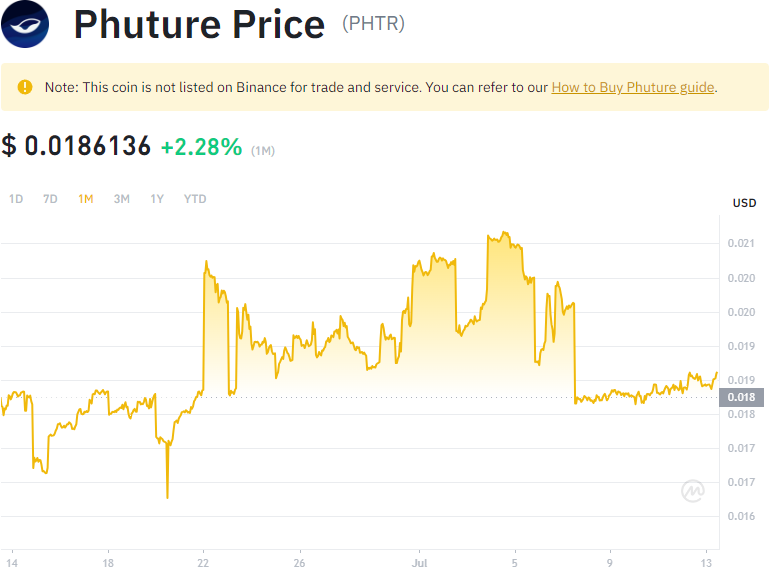 Phuture Price (PHTR)
Note: This coin is not listed on Binance for trade and service. You can refer to our How to Buy Phuture guide.
$ 0.0186136 +2.28% (1M)
1D 7D 1M 3M 1Y YTD
USD
0.021
0.020
0.020
0.019
0.019
0.018
0.018
0.017
0.017
0.016
14 18 22 26 Jul 5 9 13